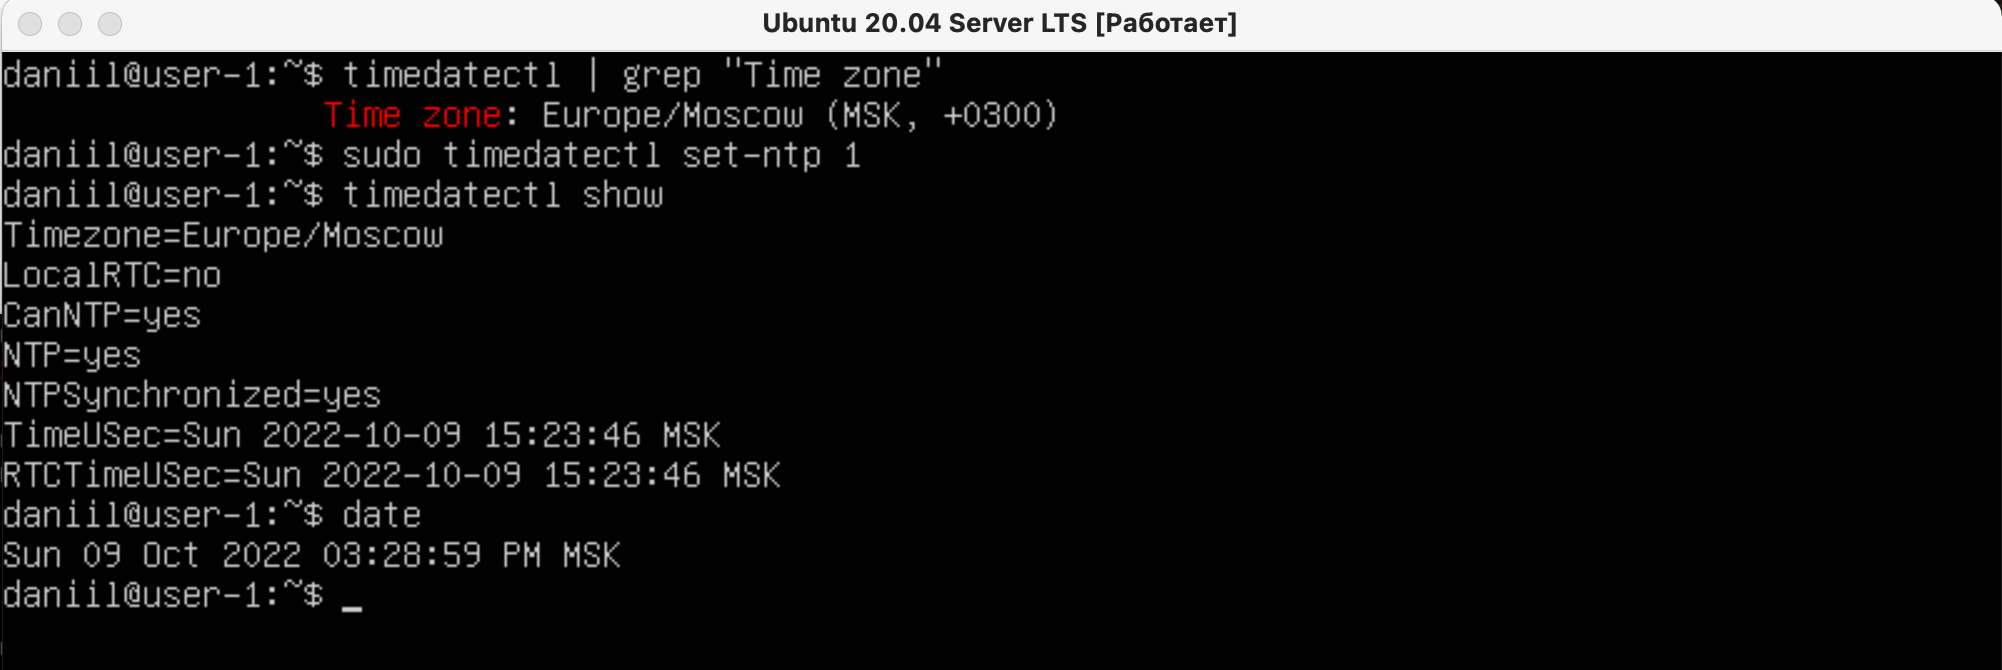 Ubuntu 20.04 Server LTS [Работает]
daniil@user-1:~$ timedatectl | grep "Time zone"
Time zone: Europe/Moscow (MSK, +0300)
daniil@user-1:~$ sudo timedatectl set-ntp 1
daniil@user-1:~$ timedatectl show
Timezone=Europe/Moscow
LocalRTC=no
CanNTP=yes
NTP=yes
NTPSynchronized=yes
TimeUSec=Sun 2022-10-09 15:23:46 MSK
RTCTimeUSec=Sun 2022-10-09 15:23:46 MSK
daniil@user-1:~$ date
Sun 09 Oct 2022 03:28:59 PM MSK
daniil@user-1:~$ _